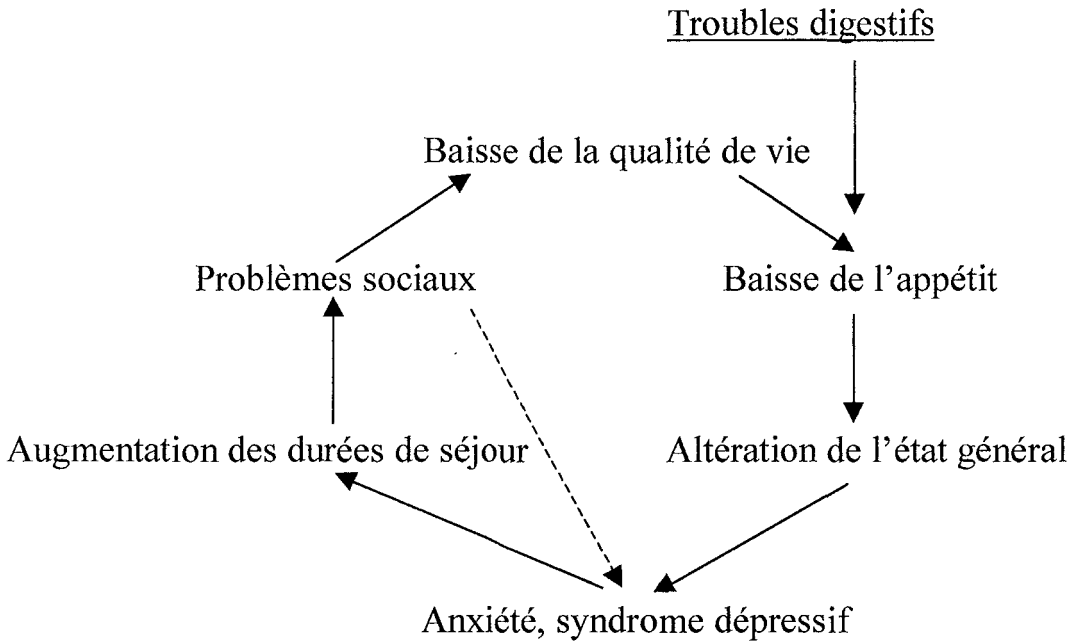 Troubles digestifs
Baisse de la qualité de vie
Problèmes sociaux
Baisse de l’appétit
Augmentation des durées de séjour
Altération de l’état général
Anxiété, syndrome dépressif